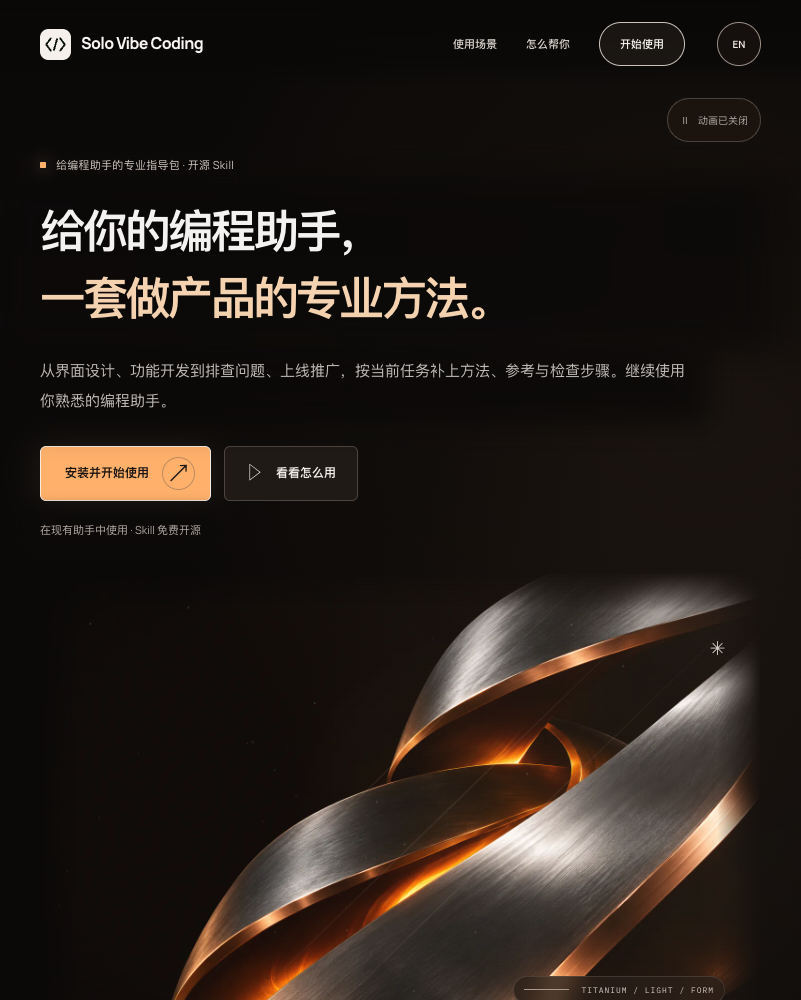 Solo Vibe Coding
使用场景
怎么帮你
开始使用
EN
动画已关闭
给编程助手的专业指导包 · 开源 Skill
给你的编程助手，
一套做产品的专业方法。
从界面设计、功能开发到排查问题、上线推广，按当前任务补上方法、参考与检查步骤。继续使用
你熟悉的编程助手。
安装并开始使用
看看怎么用
在现有助手中使用 · Skill 免费开源
TITANIUM / LIGHT / FORM